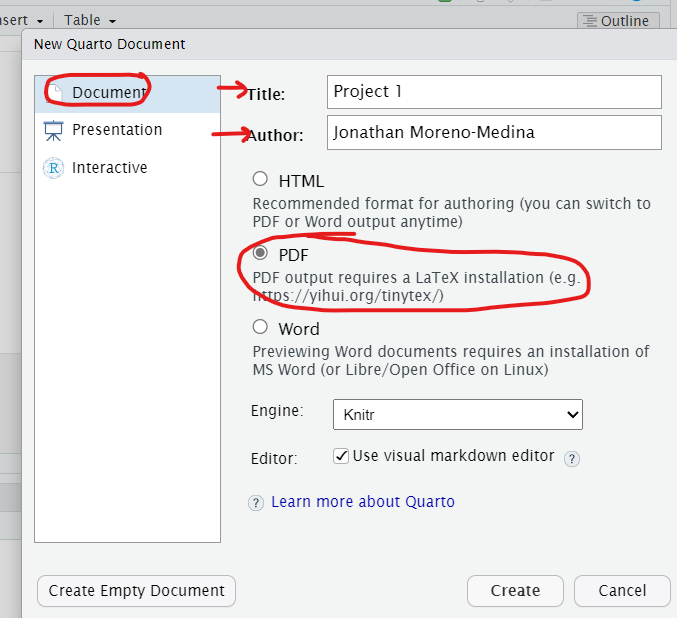 nsert Table Outline
New Quarto Document
Document
Presentation
R Interactive
Title: Project 1
Author: Jonathan Moreno-Medina
HTML
Recommended format for authoring (you can switch to
PDF or Word output anytime)
PDF
PDF output requires a LaTeX installation (e.g.
https://yihui.org/tinytex/)
Word
Previewing Word documents requires an installation of
MS Word (or Libre/Open Office on Linux)
Engine: Knitr
Editor: Use visual markdown editor ?
? Learn more about Quarto
Create Empty Document Create Cancel